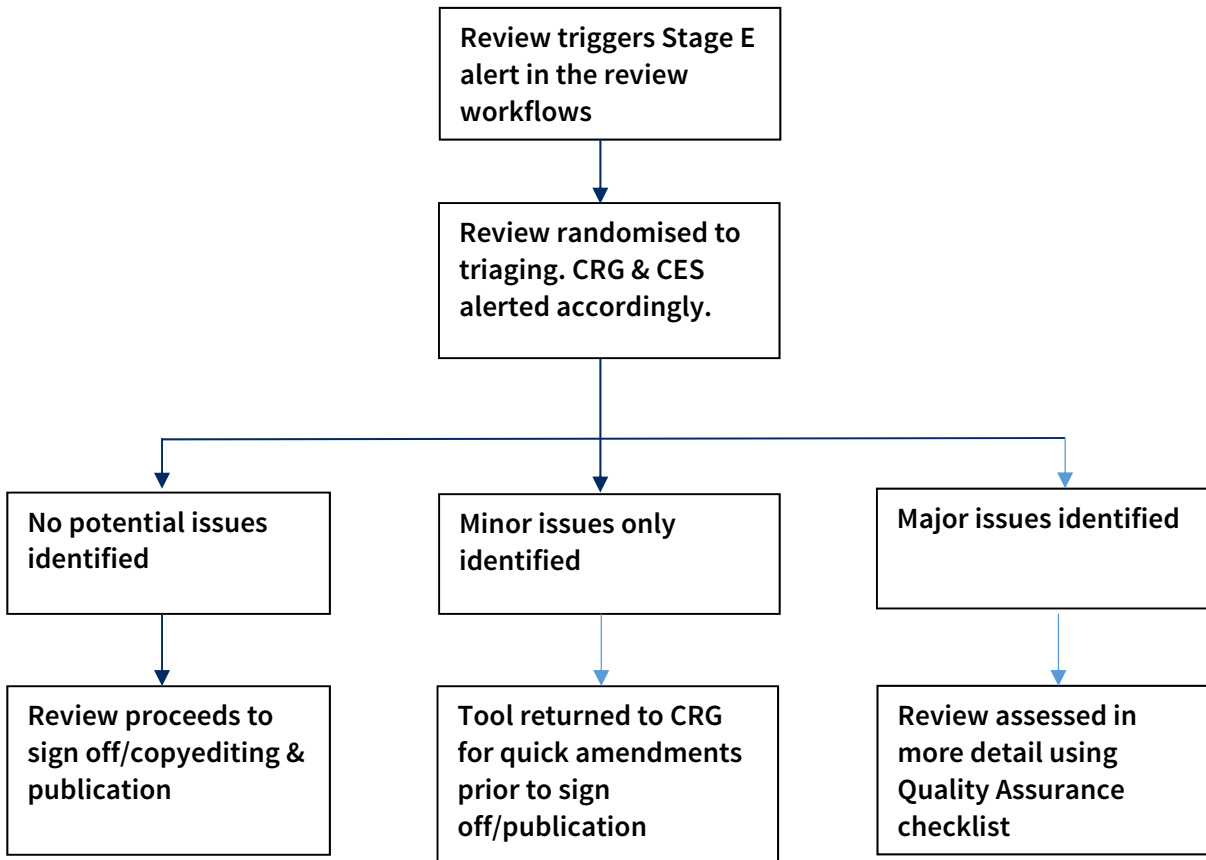 Review triggers Stage E
alert in the review
workflows
Review randomised to
triaging. CRG & CES
alerted accordingly.
No potential issues
identified
Minor issues only
identified
Major issues identified
Review proceeds to
sign off/copyediting &
publication
Tool returned to CRG
for quick amendments
prior to sign
off/publication
Review assessed in
more detail using
Quality Assurance
checklist